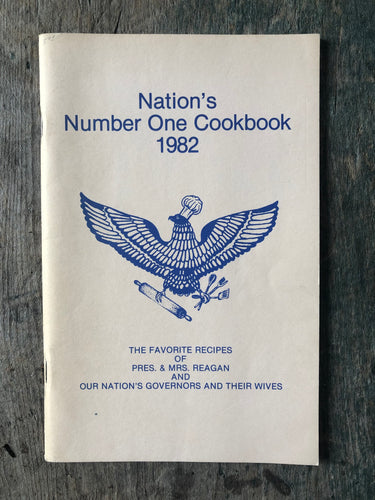 Nation's
Number One Cookbook
1982
THE FAVORITE RECIPES
OF
PRES. & MRS. REAGAN
AND
OUR NATION'S GOVERNORS AND THEIR WIVES